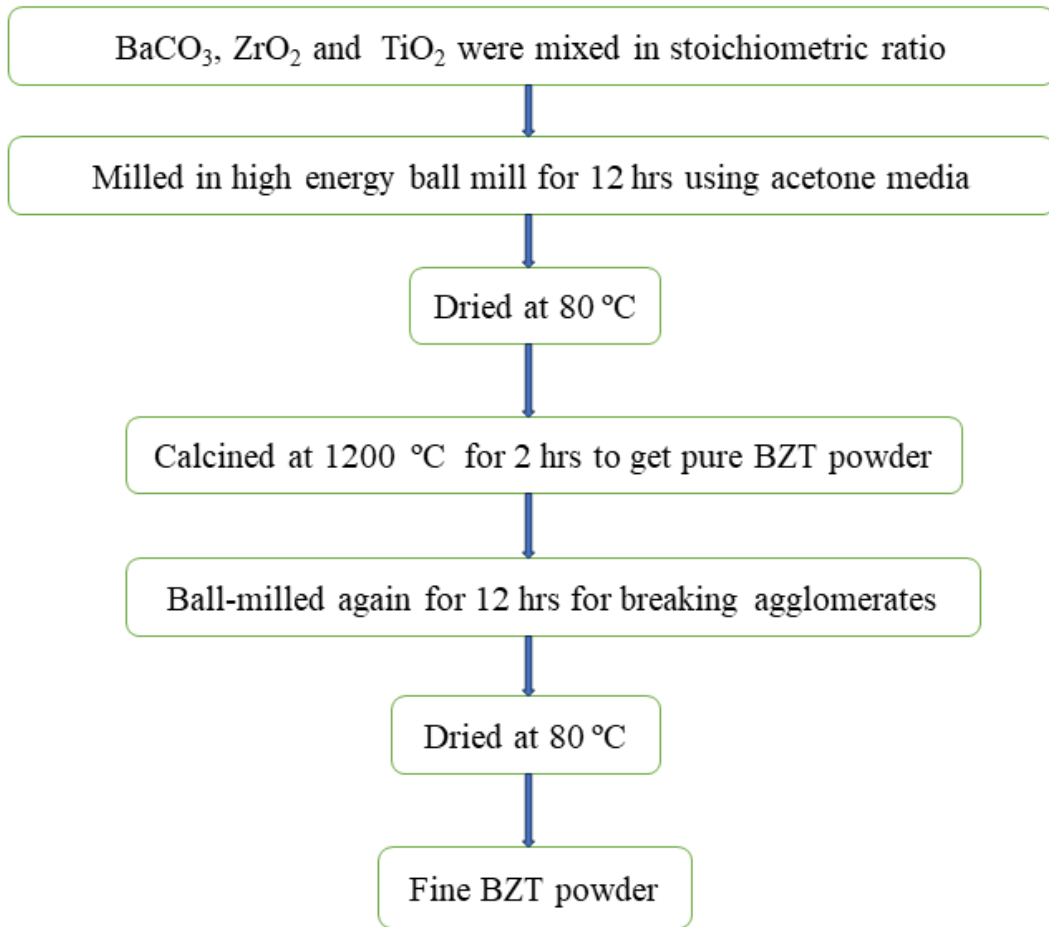 BaCO₃, ZrO₂ and TiO₂ were mixed in stoichiometric ratio
Milled in high energy ball mill for 12 hrs using acetone media
Dried at 80 ºC
Calcined at 1200 ºC for 2 hrs to get pure BZT powder
Ball-milled again for 12 hrs for breaking agglomerates
Dried at 80 ºC
Fine BZT powder